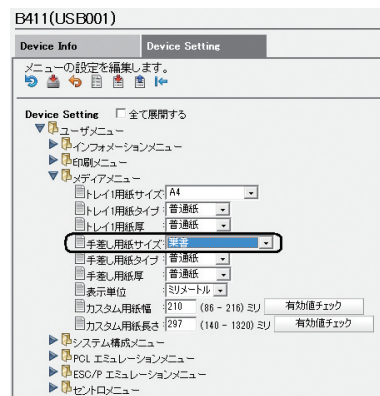 B411(USB001)
Device Info Device Setting
メニューの設定を編集します。
Device Setting 全て展開する
ユーザメニュー
インフォメーションメニュー
印刷メニュー
メディアメニュー
トレイ1用紙サイズ: A4
トレイ1用紙タイプ: 普通紙
トレイ1用紙厚 : 普通紙
手差し用紙サイズ: 葉書
手差し用紙タイプ: 普通紙
手差し用紙厚 : 普通紙
表示単位 : ミリメートル
カスタム用紙幅 : 210 (86 - 216) ミリ 有効値チェック
カスタム用紙長さ: 297 (140 - 1320) ミリ 有効値チェック
システム構成メニュー
PCL エミュレーションメニュー
ESC/P エミュレーションメニュー
セントロメニュー